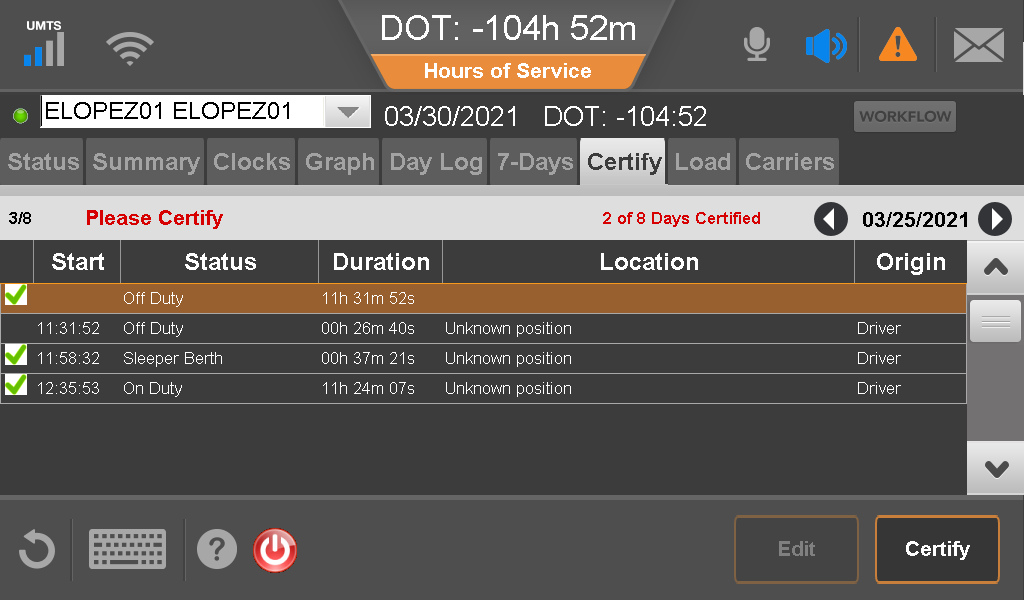 UMTS
DOT: -104h 52m
Hours of Service
ELOPEZ01 ELOPEZ01 03/30/2021 DOT: -104:52 WORKFLOW
Status Summary Clocks Graph Day Log 7-Days Certify Load Carriers
3/8 Please Certify 2 of 8 Days Certified 03/25/2021
Start Status Duration Location Origin
Off Duty 11h 31m 52s
11:31:52 Off Duty 00h 26m 40s Unknown position Driver
11:58:32 Sleeper Berth 00h 37m 21s Unknown position Driver
12:35:53 On Duty 11h 24m 07s Unknown position Driver
? Edit Certify